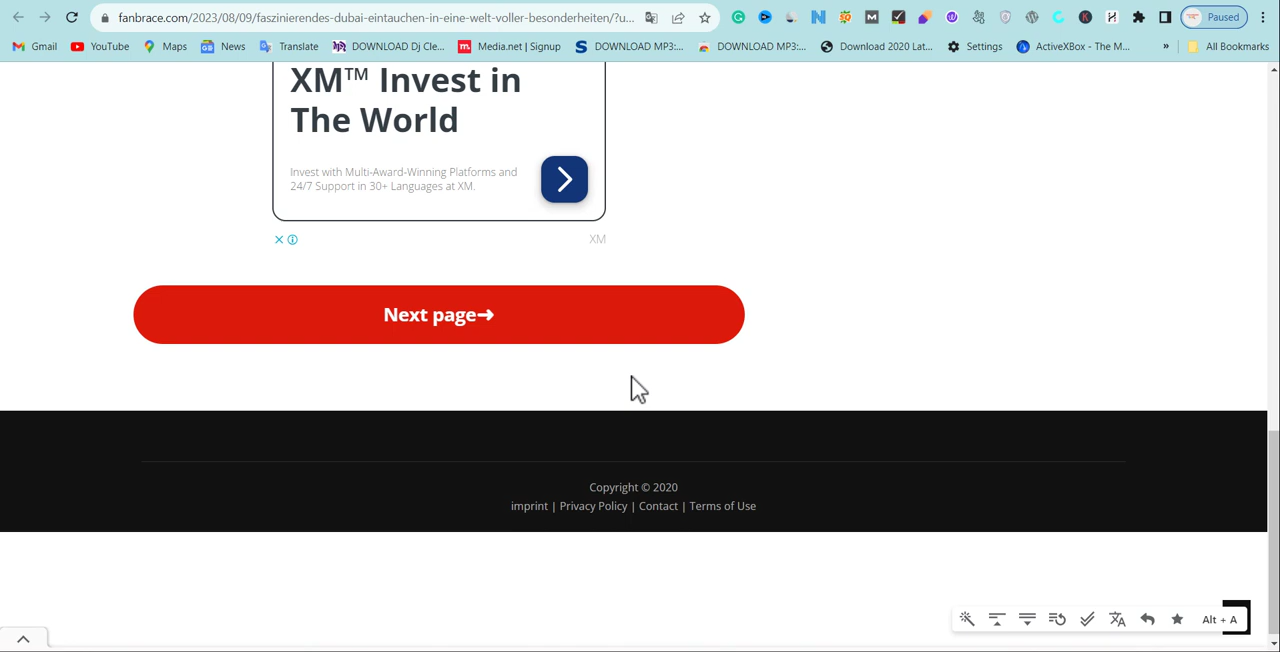 fanbrace.com/2023/08/09/faszinierendes-dubai-eintauchen-in-eine-welt-voller-besonderheiten/?u...
Paused
Gmail YouTube Maps News Translate DOWNLOAD Dj Cle... Media.net | Signup DOWNLOAD MP3:... DOWNLOAD MP3:... Download 2020 Lat... Settings ActiveXBox - The M... » All Bookmarks
XM™ Invest in
The World
Invest with Multi-Award-Winning Platforms and
24/7 Support in 30+ Languages at XM.
XM
Next page➜
Copyright © 2020
imprint | Privacy Policy | Contact | Terms of Use
Alt + A